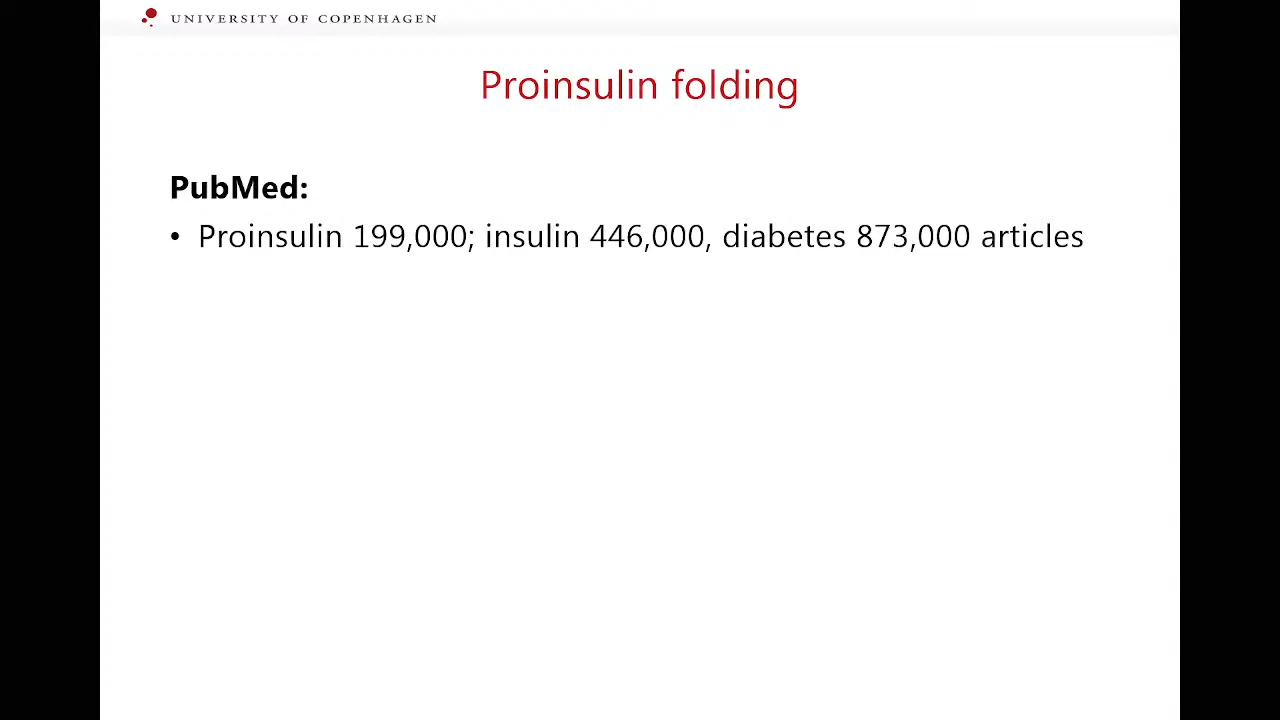 UNIVERSITY OF COPENHAGEN
Proinsulin folding
PubMed:
• Proinsulin 199,000; insulin 446,000, diabetes 873,000 articles